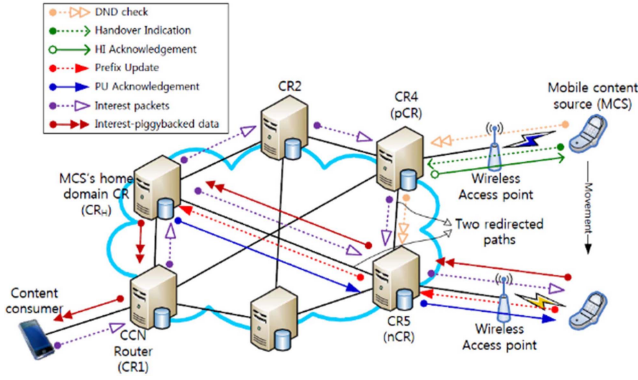 DND check
Handover Indication
HI Acknowledgement
Prefix Update
PU Acknowledgement
Interest packets
Interest-piggybacked data
CR2
CR4
(pCR)
Mobile content
source (MCS)
MCS's home
domain CR
(CRH)
Wireless
Access point
Movement
Two redirected
paths
Content
consumer
CCN
Router
(CR1)
CR5
(nCR)
Wireless
Access point